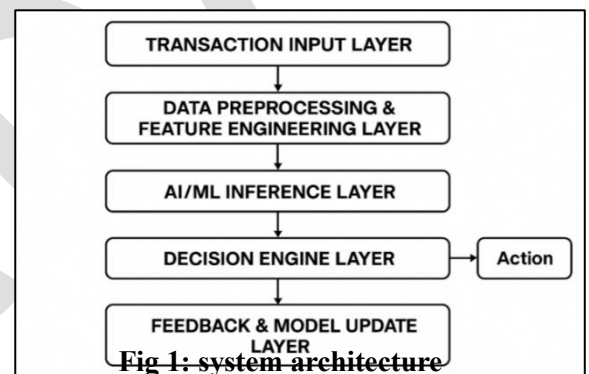 TRANSACTION INPUT LAYER
DATA PREPROCESSING &
FEATURE ENGINEERING LAYER
AI/ML INFERENCE LAYER
DECISION ENGINE LAYER
Action
FEEDBACK & MODEL UPDATE
LAYER
Fig 1: system architecture